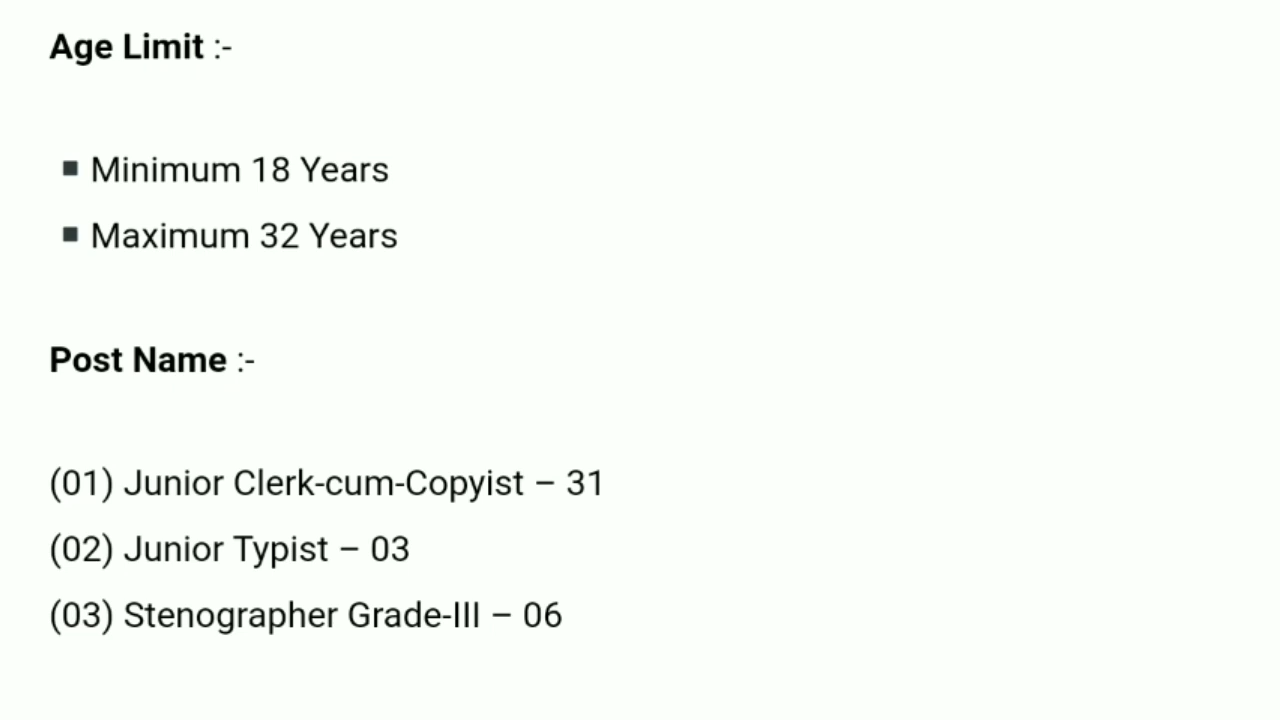 Age Limit :-
▪ Minimum 18 Years
▪ Maximum 32 Years
Post Name :-
(01) Junior Clerk-cum-Copyist – 31
(02) Junior Typist – 03
(03) Stenographer Grade-III – 06